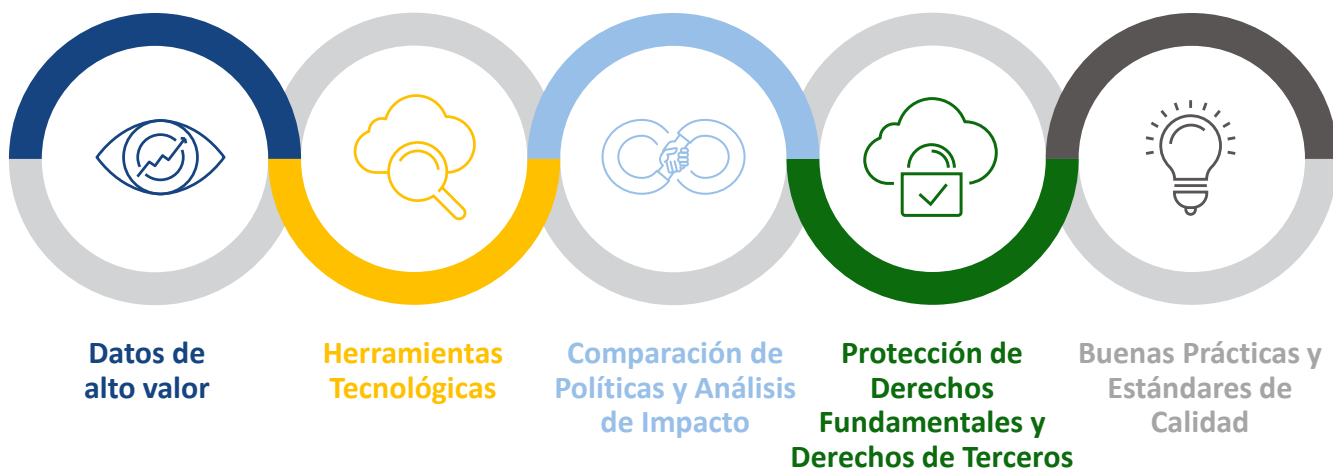 Datos de
alto valor
Herramientas
Tecnológicas
Comparación de
Políticas y Análisis
de Impacto
Protección de
Derechos
Fundamentales y
Derechos de Terceros
Buenas Prácticas y
Estándares de
Calidad